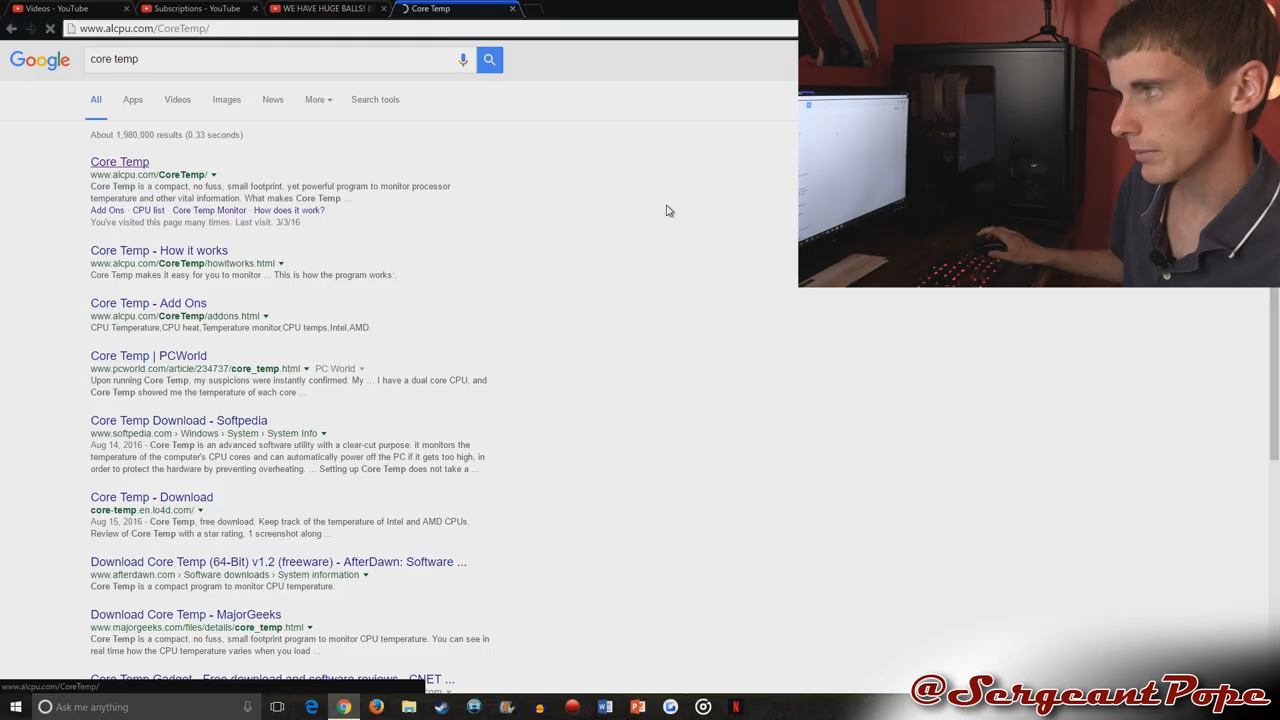 Videos - YouTube
Subscriptions - YouTube
WE HAVE HUGE BALLS! (
Core Temp
www.alcpu.com/CoreTemp/
Google
core temp
All
Apps
Videos
Images
News
More
Search tools
About 1,980,000 results (0.33 seconds)
Core Temp
www.alcpu.com/CoreTemp/
Core Temp is a compact, no fuss, small footprint, yet powerful program to monitor processor
temperature and other vital information. What makes Core Temp ...
Add Ons · CPU list · Core Temp Monitor · How does it work?
You've visited this page many times. Last visit: 3/3/16
Core Temp - How it works
www.alcpu.com/CoreTemp/howitworks.html
Core Temp makes it easy for you to monitor ... This is how the program works:.
Core Temp - Add Ons
www.alcpu.com/CoreTemp/addons.html
CPU Temperature,CPU heat,Temperature monitor,CPU temps,Intel,AMD.
Core Temp | PCWorld
www.pcworld.com/article/234737/core_temp.html PC World
Upon running Core Temp, my suspicions were instantly confirmed. My ... I have a dual core CPU, and
Core Temp showed me the temperature of each core ...
Core Temp Download - Softpedia
www.softpedia.com › Windows › System › System Info
Aug 14, 2016 - Core Temp is an advanced software utility with a clear-cut purpose: it monitors the
temperature of the computer's CPU cores and can automatically power off the PC if it gets too high, in
order to protect the hardware by preventing overheating. ... Setting up Core Temp does not take a ...
Core Temp - Download
core-temp.en.lo4d.com/
Aug 15, 2016 - Core Temp, free download. Keep track of the temperature of Intel and AMD CPUs.
Review of Core Temp with a star rating, 1 screenshot along ...
Download Core Temp (64-Bit) v1.2 (freeware) - AfterDawn: Software ...
www.afterdawn.com › Software downloads › System information
Core Temp is a compact program to monitor CPU temperature.
Download Core Temp - MajorGeeks
www.majorgeeks.com/files/details/core_temp.html
Core Temp is a compact, no fuss, small footprint program to monitor CPU temperature. You can see in
real time how the CPU temperature varies when you load ...
Core Temp Gadget - Free download and software reviews - CNET ...
www.alcpu.com/CoreTemp/
Ask me anything
@SergeantPope